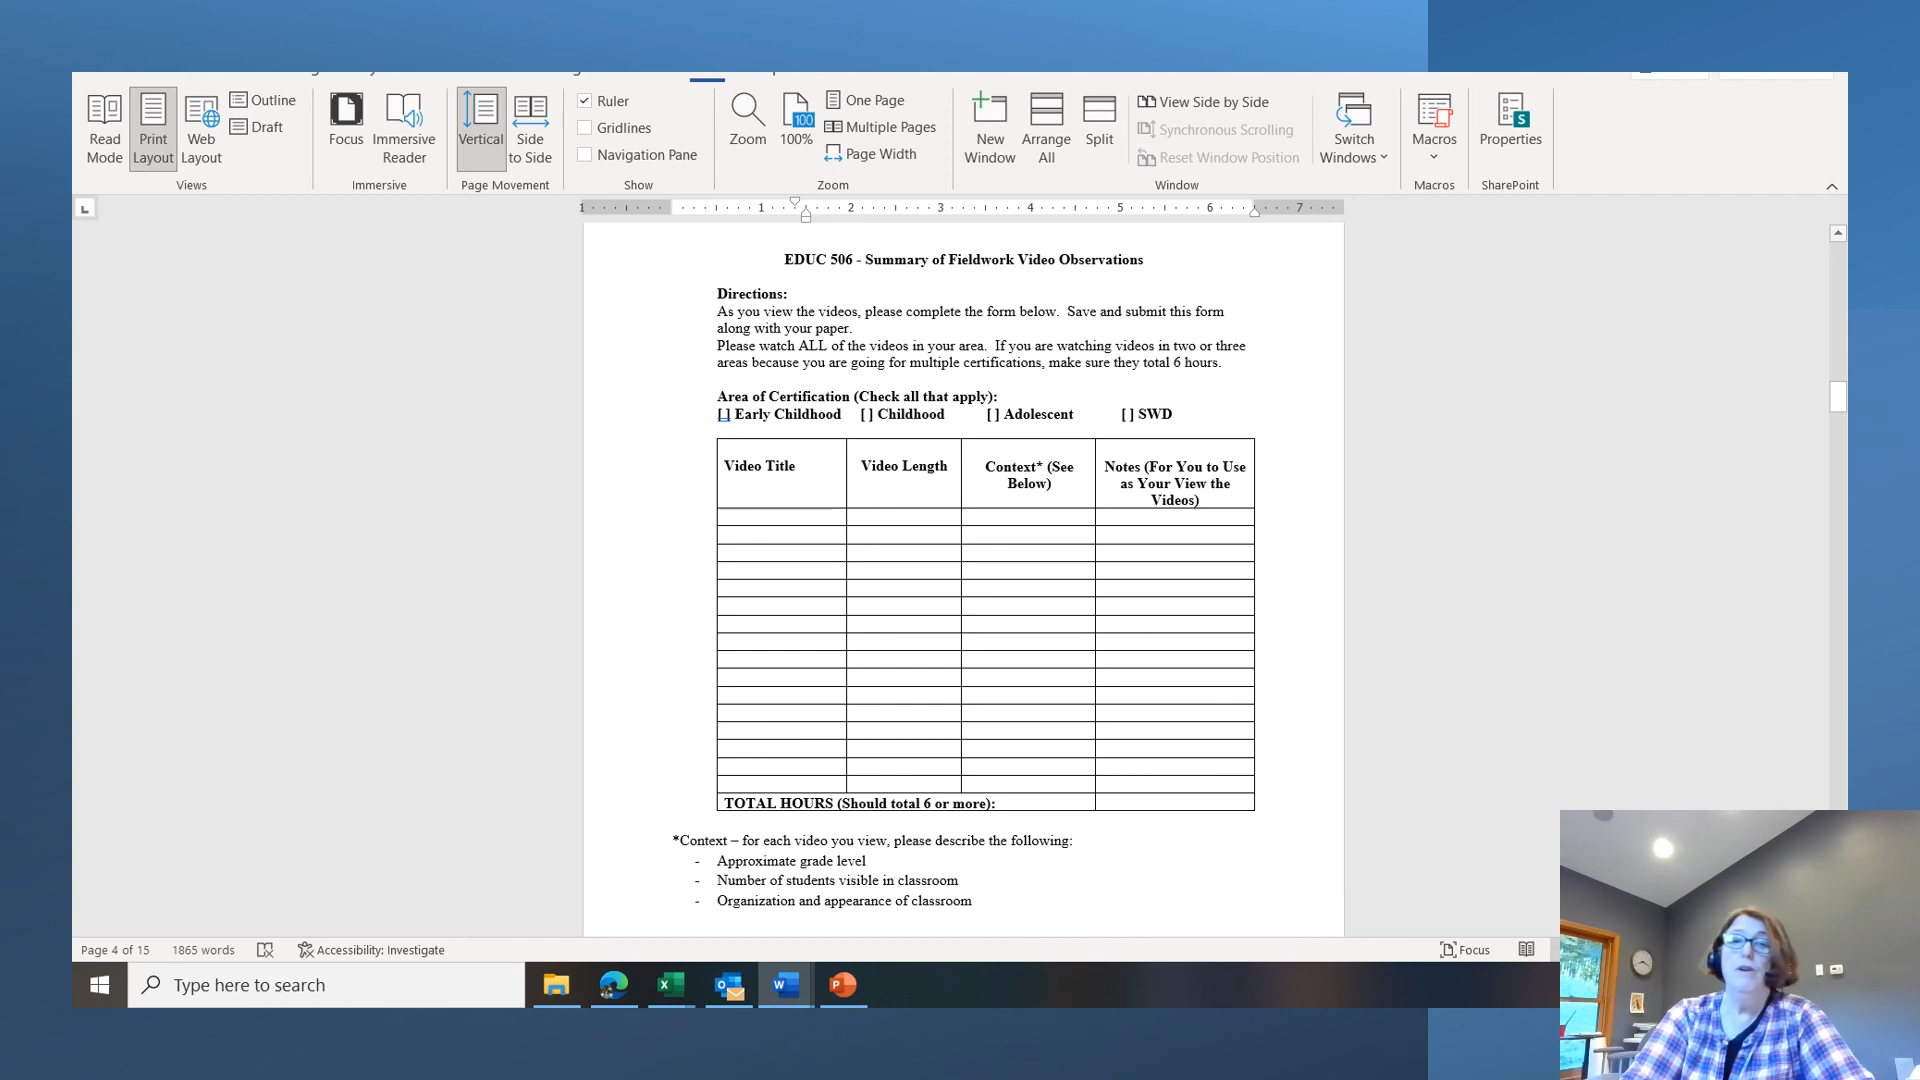 Read Mode
Print Layout
Web Layout
Outline
Draft
Views
Focus
Immersive Reader
Immersive
Vertical
Side to Side
Page Movement
Ruler
Gridlines
Navigation Pane
Show
Zoom
100
100%
One Page
Multiple Pages
Page Width
Zoom
New Window
Arrange All
Split
View Side by Side
Synchronous Scrolling
Reset Window Position
Window
Switch Windows
Macros
Macros
S
Properties
SharePoint
1 1 2 3 4 5 6 7
EDUC 506 - Summary of Fieldwork Video Observations
Directions:
As you view the videos, please complete the form below.  Save and submit this form
along with your paper.
Please watch ALL of the videos in your area.  If you are watching videos in two or three
areas because you are going for multiple certifications, make sure they total 6 hours.
Area of Certification (Check all that apply):
[ ] Early Childhood [ ] Childhood [ ] Adolescent [ ] SWD
Video Title
Video Length
Context* (See
Below)
Notes (For You to Use
as Your View the
Videos)
TOTAL HOURS (Should total 6 or more):
*Context – for each video you view, please describe the following:
- Approximate grade level
- Number of students visible in classroom
- Organization and appearance of classroom
Page 4 of 15 1865 words Accessibility: Investigate
Focus
Type here to search
X
O
W
P